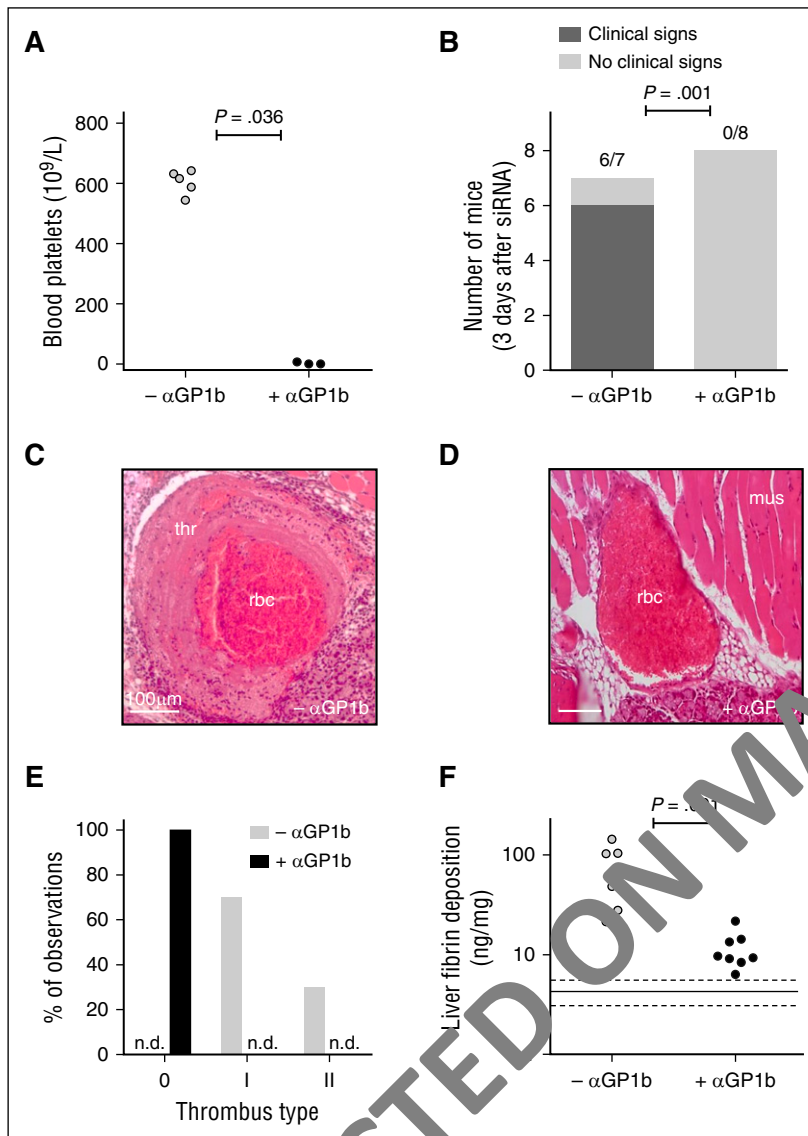 A
Blood platelets (10⁹/L)
800
600
400
200
0
P = .036
– αGP1b
+ αGP1b
B
Clinical signs
No clinical signs
Number of mice
(3 days after siRNA)
8
6
4
2
0
P = .001
6/7
0/8
– αGP1b
+ αGP1b
C
thr
rbc
100μm
– αGP1b
D
mus
rbc
E
% of observations
100
80
60
40
20
0
– αGP1b
+ αGP1b
n.d.
n.d.
n.d.
0
I
II
Thrombus type
F
Liver fibrin deposition
(ng/mg)
100
10
– αGP1b
+ αGP1b